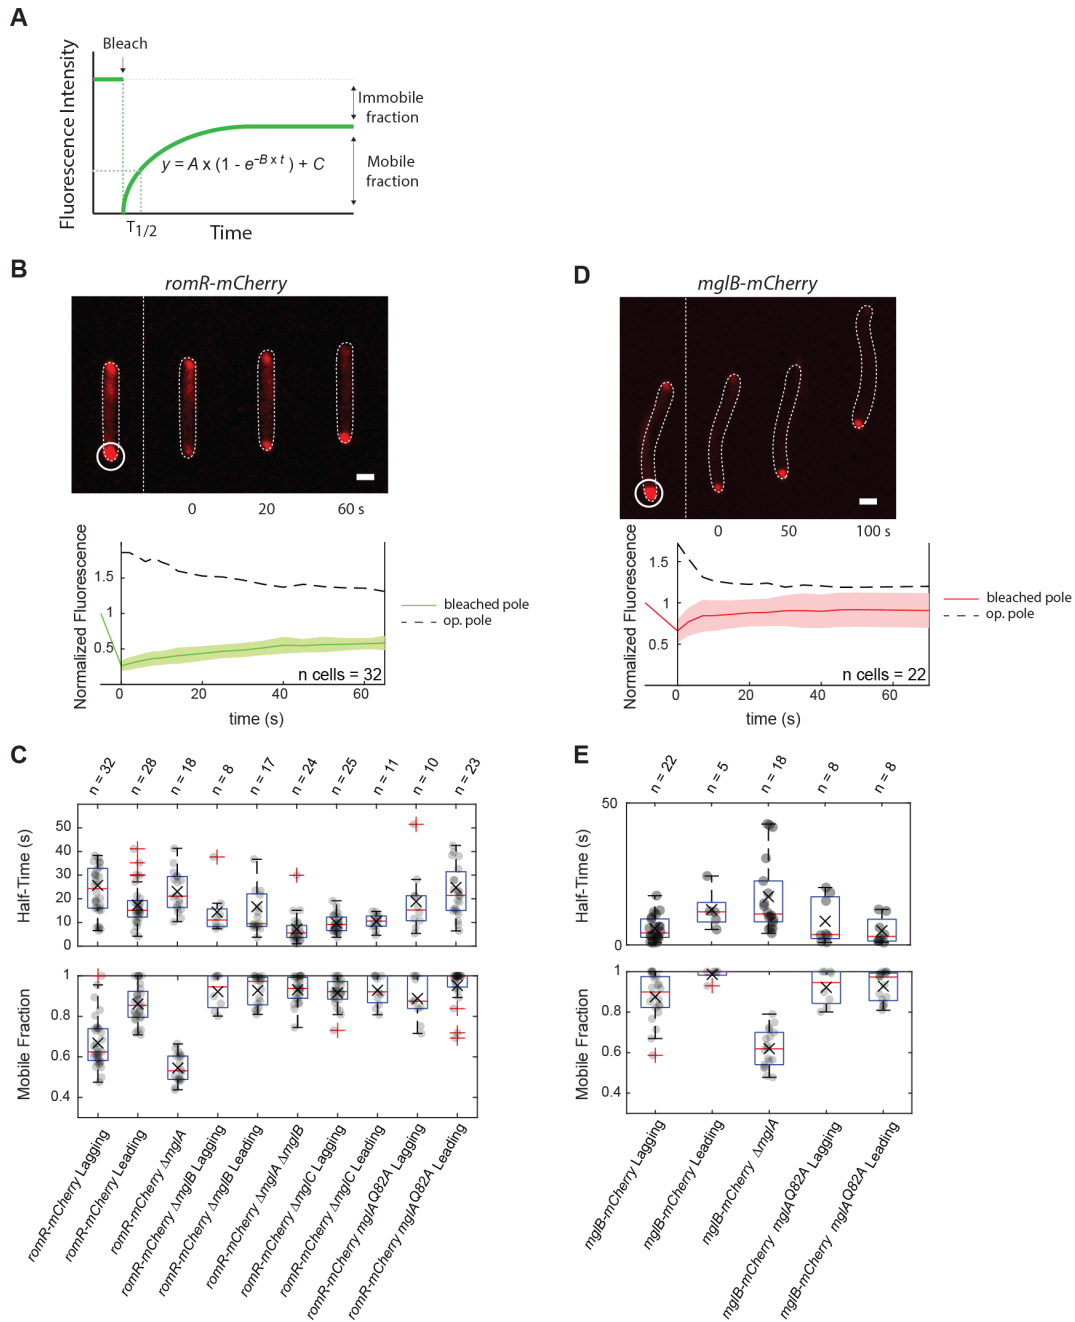 A
Bleach
Fluorescence Intensity
Immobile
fraction
y = A x (1 - e^-B x t) + C
Mobile
fraction
T1/2
Time
B
romR-mCherry
0
20
60 s
Normalized Fluorescence
1.5
1
0.5
0
20
40
60
time (s)
n cells = 32
bleached pole
op. pole
D
mglB-mCherry
0
50
100 s
Normalized Fluorescence
1.5
1
0.5
0
20
40
60
time (s)
n cells = 22
bleached pole
op. pole
C
n = 32
n = 28
n = 18
n = 8
n = 17
n = 24
n = 25
n = 11
n = 10
n = 23
Half-Time (s)
50
40
30
20
10
0
Mobile Fraction
1
0.8
0.6
0.4
romR-mCherry Lagging
romR-mCherry Leading
romR-mCherry ΔmglA
romR-mCherry ΔmglB Lagging
romR-mCherry ΔmglB Leading
romR-mCherry ΔmglA ΔmglB
romR-mCherry ΔmglC Lagging
romR-mCherry ΔmglC Leading
romR-mCherry mglA Q82A Lagging
romR-mCherry mglA Q82A Leading
E
n = 22
n = 5
n = 18
n = 8
n = 8
Half-Time (s)
50
0
Mobile Fraction
1
0.8
0.6
0.4
mglB-mCherry Lagging
mglB-mCherry Leading
mglB-mCherry ΔmglA
mglB-mCherry mglA Q82A Lagging
mglB-mCherry mglA Q82A Leading